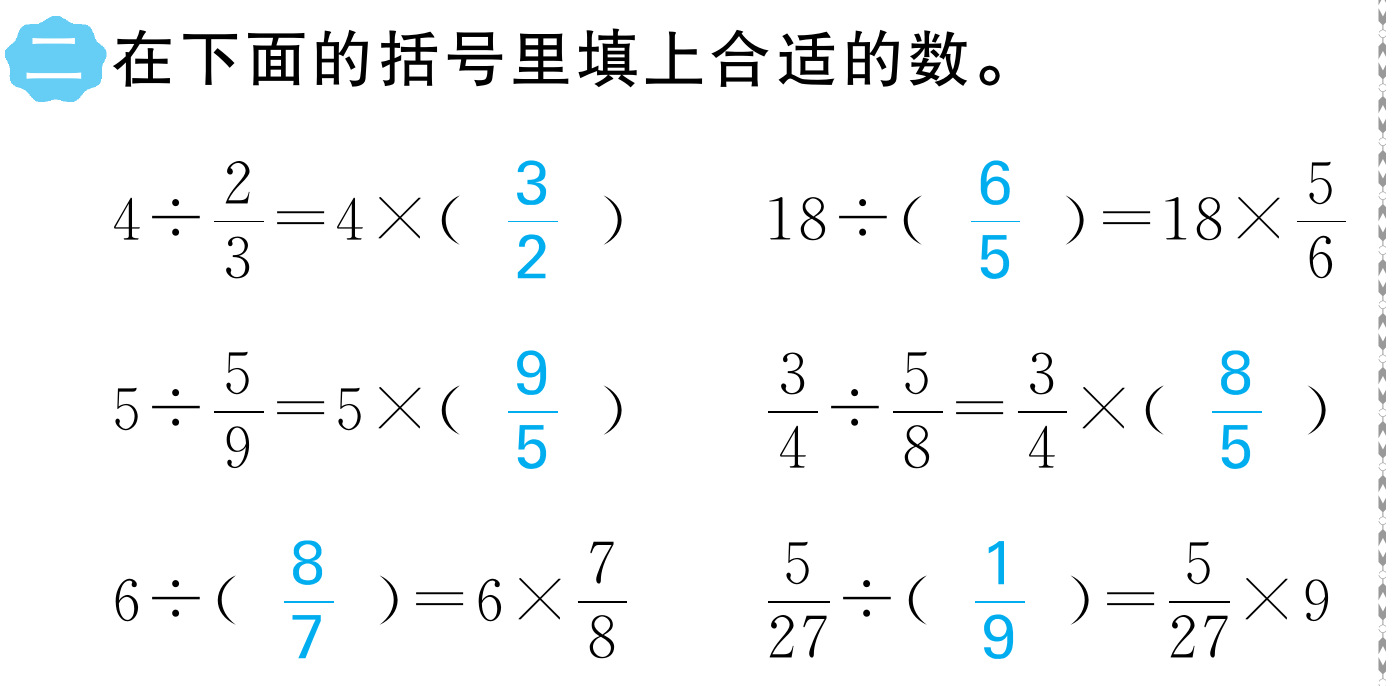 二 在下面的括号里填上合适的数。
4÷2/3=4×( 3/2 ) 18÷( 6/5 )=18×5/6
5÷5/9=5×( 9/5 ) 3/4÷5/8=3/4×( 8/5 )
6÷( 8/7 )=6×7/8 5/27÷( 1/9 )=5/27×9